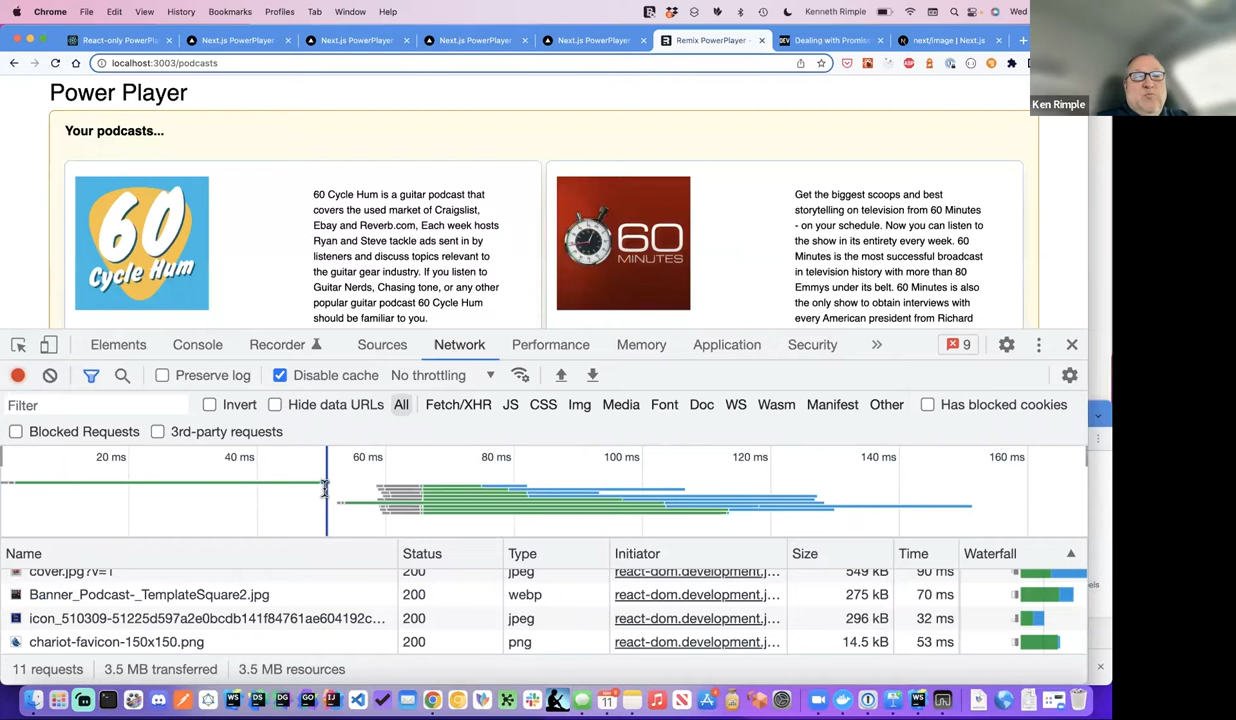 Chrome File Edit View History Bookmarks Profiles Tab Window Help Kenneth Rimple Wed
React-only PowerPla Next.js PowerPlayer Next.js PowerPlayer Next.js PowerPlayer Next.js PowerPlayer Remix PowerPlayer - DEV Dealing with Promis next/image | Next.js
localhost:3003/podcasts
Ken Rimple
Power Player
Your podcasts...
60 Cycle Hum
60 Cycle Hum is a guitar podcast that
covers the used market of Craigslist,
Ebay and Reverb.com, Each week hosts
Ryan and Steve tackle ads sent in by
listeners and discuss topics relevant to
the guitar gear industry. If you listen to
Guitar Nerds, Chasing tone, or any other
popular guitar podcast 60 Cycle Hum
should be familiar to you.
60 MINUTES
Get the biggest scoops and best
storytelling on television from 60 Minutes
- on your schedule. Now you can listen to
the show in its entirety every week. 60
Minutes is the most successful broadcast
in television history with more than 80
Emmys under its belt. 60 Minutes is also
the only show to obtain interviews with
every American president from Richard
Elements Console Recorder Sources Network Performance Memory Application Security 9
Preserve log Disable cache No throttling
Filter Invert Hide data URLs All Fetch/XHR JS CSS Img Media Font Doc WS Wasm Manifest Other Has blocked cookies
Blocked Requests 3rd-party requests
20 ms 40 ms 60 ms 80 ms 100 ms 120 ms 140 ms 160 ms
Name Status Type Initiator Size Time Waterfall
cover.jpg?v=1 200 jpeg react-dom.development.j... 549 kB 90 ms
Banner_Podcast-_TemplateSquare2.jpg 200 webp react-dom.development.j... 275 kB 70 ms
icon_510309-51225d597a2e0bcdb141f84761ae604192c... 200 jpeg react-dom.development.j... 296 kB 32 ms
chariot-favicon-150x150.png 200 png react-dom.development.j... 14.5 kB 53 ms
11 requests 3.5 MB transferred 3.5 MB resources